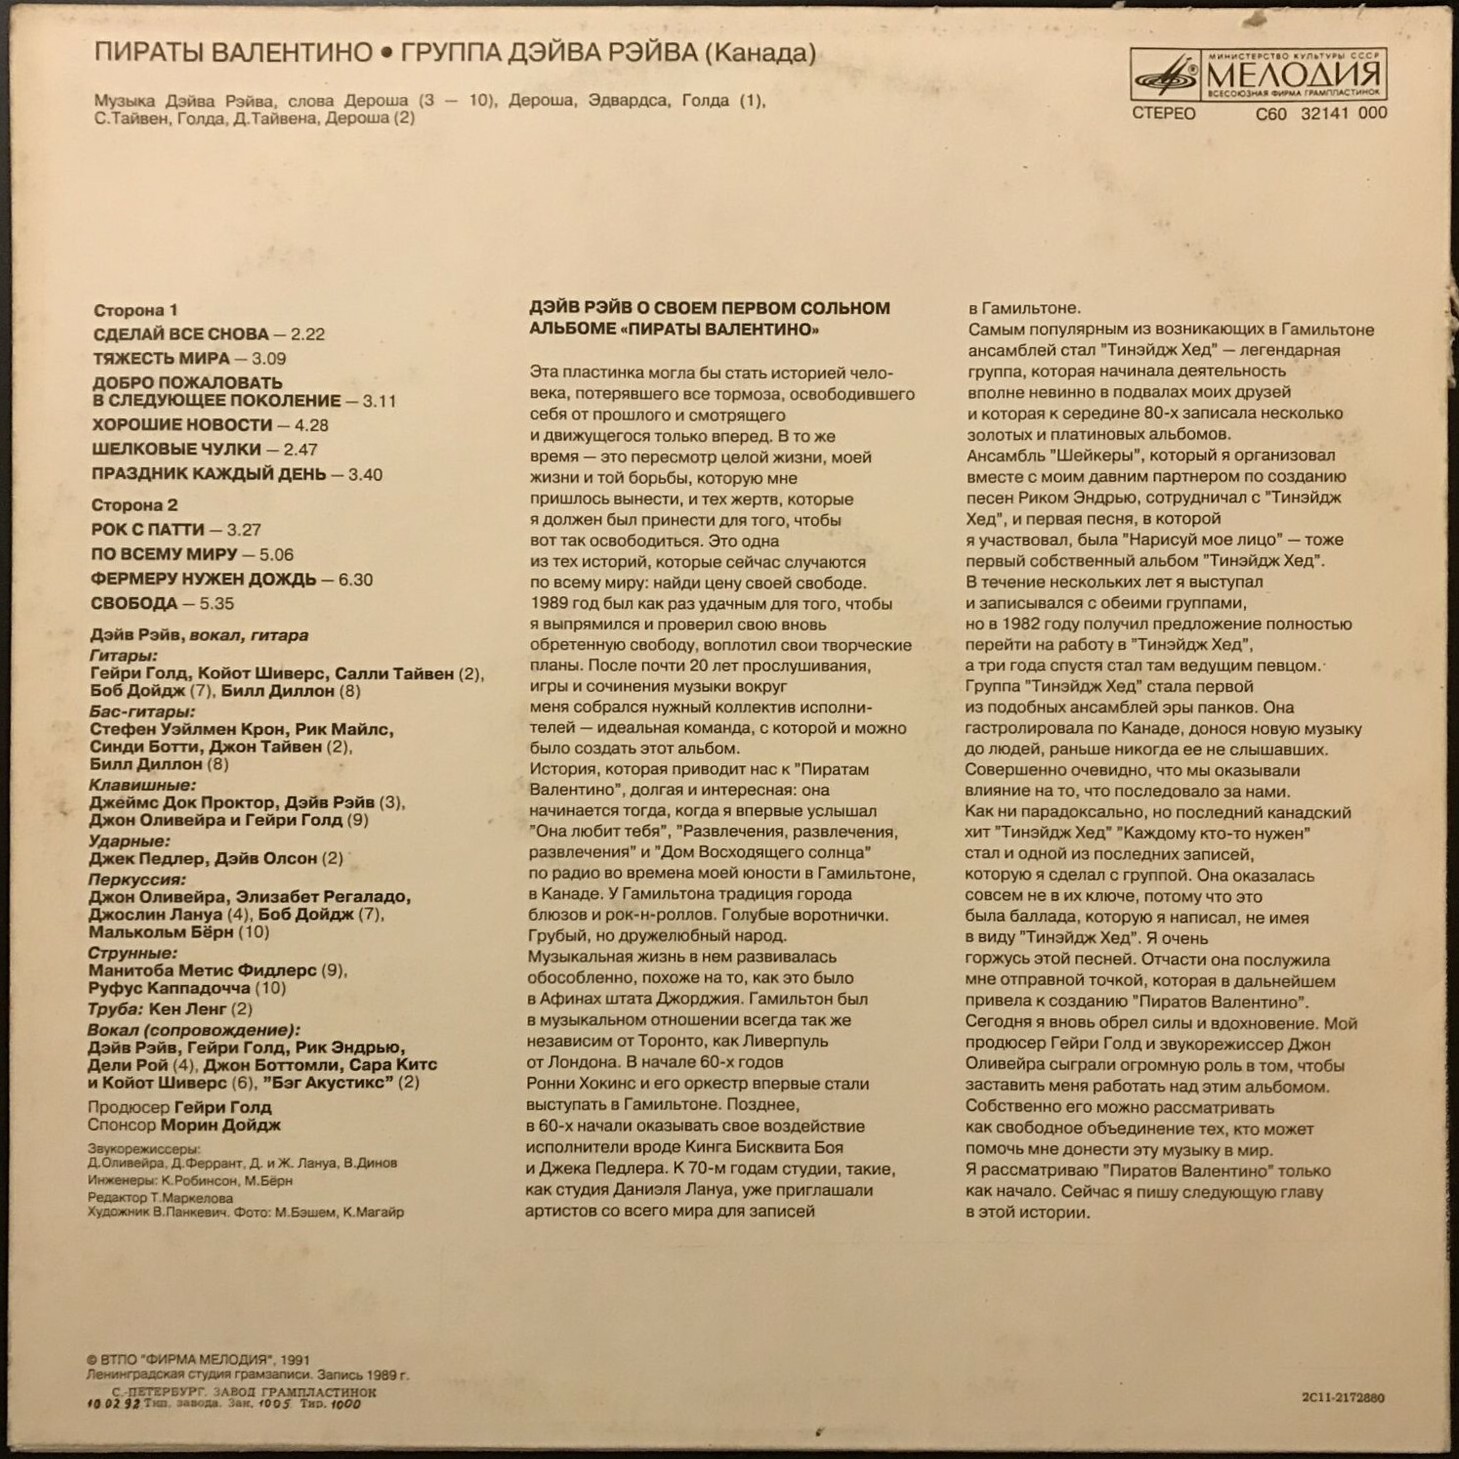 ПИРАТЫ ВАЛЕНТИНО ● ГРУППА ДЭЙВА РЭЙВА (Канада)
Музыка Дэйва Рэйва, слова Дероша (3 — 10), Дероша, Эдвардса, Голда (1),
С.Тайвен, Голда, Д.Тайвена, Дероша (2)
МИНИСТЕРСТВО КУЛЬТУРЫ СССР
МЕЛОДИЯ
ВСЕСОЮЗНАЯ ФИРМА ГРАМПЛАСТИНОК
СТЕРЕО С60 32141 000
Сторона 1
СДЕЛАЙ ВСЕ СНОВА — 2.22
ТЯЖЕСТЬ МИРА — 3.09
ДОБРО ПОЖАЛОВАТЬ
В СЛЕДУЮЩЕЕ ПОКОЛЕНИЕ — 3.11
ХОРОШИЕ НОВОСТИ — 4.28
ШЕЛКОВЫЕ ЧУЛКИ — 2.47
ПРАЗДНИК КАЖДЫЙ ДЕНЬ — 3.40
Сторона 2
РОК С ПАТТИ — 3.27
ПО ВСЕМУ МИРУ — 5.06
ФЕРМЕРУ НУЖЕН ДОЖДЬ — 6.30
СВОБОДА — 5.35
Дэйв Рэйв, вокал, гитара
Гитары:
Гейри Голд, Койот Шиверс, Салли Тайвен (2),
Боб Дойдж (7), Билл Диллон (8)
Бас-гитары:
Стефен Уэйлмен Крон, Рик Майлс,
Синди Ботти, Джон Тайвен (2),
Билл Диллон (8)
Клавишные:
Джеймс Док Проктор, Дэйв Рэйв (3),
Джон Оливейра и Гейри Голд (9)
Ударные:
Джек Педлер, Дэйв Олсон (2)
Перкуссия:
Джон Оливейра, Элизабет Регаладо,
Джослин Лануа (4), Боб Дойдж (7),
Малькольм Бёрн (10)
Струнные:
Манитоба Метис Фидлерс (9),
Руфус Каппадочча (10)
Труба: Кен Ленг (2)
Вокал (сопровождение):
Дэйв Рэйв, Гейри Голд, Рик Эндрью,
Дели Рой (4), Джон Боттомли, Сара Китс
и Койот Шиверс (6), "Бэг Акустикс" (2)
Продюсер Гейри Голд
Спонсор Морин Дойдж
Звукорежиссеры:
Д.Оливейра, Д.Феррант, Д. и Ж. Лануа, В.Динов
Инженеры: К.Робинсон, М.Бёрн
Редактор Т.Маркелова
Художник В.Панкевич. Фото: М.Бэшем, К.Магайр
ДЭЙВ РЭЙВ О СВОЕМ ПЕРВОМ СОЛЬНОМ
АЛЬБОМЕ «ПИРАТЫ ВАЛЕНТИНО»
Эта пластинка могла бы стать историей чело-
века, потерявшего все тормоза, освободившего
себя от прошлого и смотрящего
и движущегося только вперед. В то же
время — это пересмотр целой жизни, моей
жизни и той борьбы, которую мне
пришлось вынести, и тех жертв, которые
я должен был принести для того, чтобы
вот так освободиться. Это одна
из тех историй, которые сейчас случаются
по всему миру: найди цену своей свободе.
1989 год был как раз удачным для того, чтобы
я выпрямился и проверил свою вновь
обретенную свободу, воплотил свои творческие
планы. После почти 20 лет прослушивания,
игры и сочинения музыки вокруг
меня собрался нужный коллектив исполни-
телей — идеальная команда, с которой и можно
было создать этот альбом.
История, которая приводит нас к "Пиратам
Валентино", долгая и интересная: она
начинается тогда, когда я впервые услышал
"Она любит тебя", "Развлечения, развлечения,
развлечения" и "Дом Восходящего солнца"
по радио во времена моей юности в Гамильтоне,
в Канаде. У Гамильтона традиция города
блюзов и рок-н-роллов. Голубые воротнички.
Грубый, но дружелюбный народ.
Музыкальная жизнь в нем развивалась
обособленно, похоже на то, как это было
в Афинах штата Джорджия. Гамильтон был
в музыкальном отношении всегда так же
независим от Торонто, как Ливерпуль
от Лондона. В начале 60-х годов
Ронни Хокинс и его оркестр впервые стали
выступать в Гамильтоне. Позднее,
в 60-х начали оказывать свое воздействие
исполнители вроде Кинга Бисквита Боя
и Джека Педлера. К 70-м годам студии, такие,
как студия Даниэля Лануа, уже приглашали
артистов со всего мира для записей
в Гамильтоне.
Самым популярным из возникающих в Гамильтоне
ансамблей стал "Тинэйдж Хед" — легендарная
группа, которая начинала деятельность
вполне невинно в подвалах моих друзей
и которая к середине 80-х записала несколько
золотых и платиновых альбомов.
Ансамбль "Шейкеры", который я организовал
вместе с моим давним партнером по созданию
песен Риком Эндрью, сотрудничал с "Тинэйдж
Хед", и первая песня, в которой
я участвовал, была "Нарисуй мое лицо" — тоже
первый собственный альбом "Тинэйдж Хед".
В течение нескольких лет я выступал
и записывался с обеими группами,
но в 1982 году получил предложение полностью
перейти на работу в "Тинэйдж Хед",
а три года спустя стал там ведущим певцом.
Группа "Тинэйдж Хед" стала первой
из подобных ансамблей эры панков. Она
гастролировала по Канаде, донося новую музыку
до людей, раньше никогда ее не слышавших.
Совершенно очевидно, что мы оказывали
влияние на то, что последовало за нами.
Как ни парадоксально, но последний канадский
хит "Тинэйдж Хед" "Каждому кто-то нужен"
стал и одной из последних записей,
которую я сделал с группой. Она оказалась
совсем не в их ключе, потому что это
была баллада, которую я написал, не имея
в виду "Тинэйдж Хед". Я очень
горжусь этой песней. Отчасти она послужила
мне отправной точкой, которая в дальнейшем
привела к созданию "Пиратов Валентино".
Сегодня я вновь обрел силы и вдохновение. Мой
продюсер Гейри Голд и звукорежиссер Джон
Оливейра сыграли огромную роль в том, чтобы
заставить меня работать над этим альбомом.
Собственно его можно рассматривать
как свободное объединение тех, кто может
помочь мне донести эту музыку в мир.
Я рассматриваю "Пиратов Валентино" только
как начало. Сейчас я пишу следующую главу
в этой истории.
© ВТПО "ФИРМА МЕЛОДИЯ", 1991
Ленинградская студия грамзаписи. Запись 1989 г.
С.-ПЕТЕРБУРГ. ЗАВОД ГРАМПЛАСТИНОК
10 02 92 Тип. завода. Зак. 1005 Тир. 1000
2С11-2172880